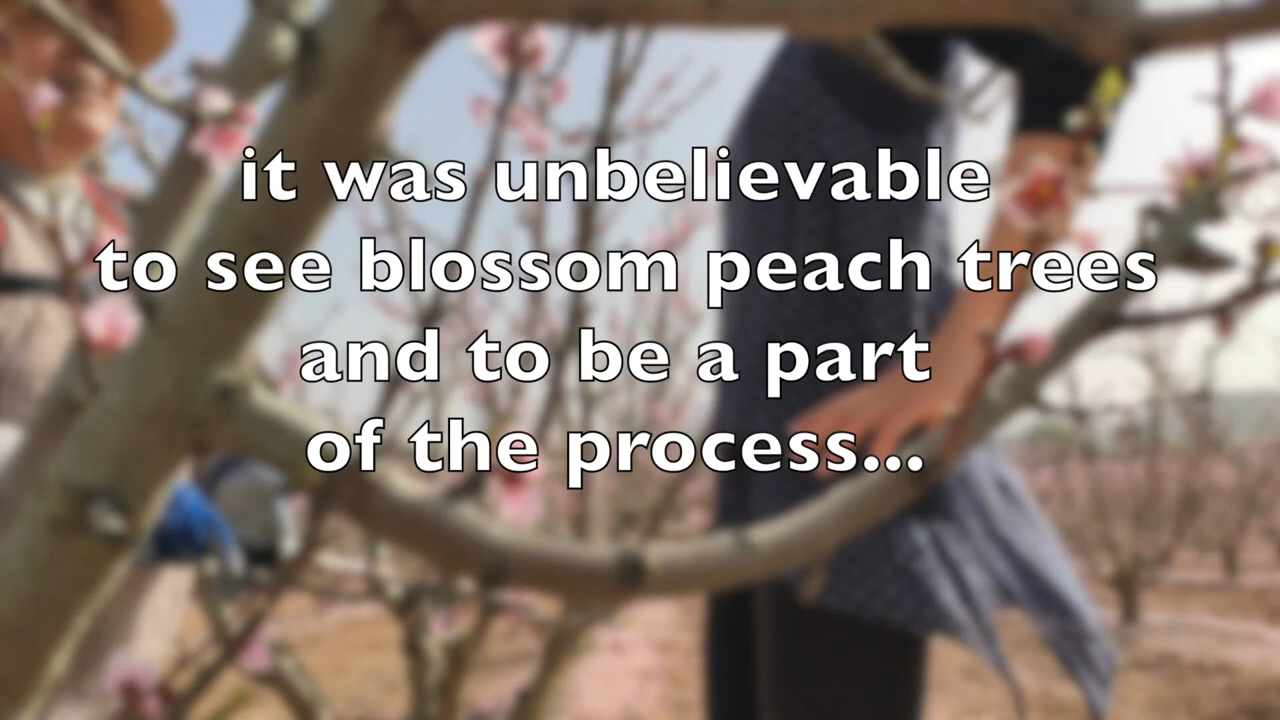 it was unbelievable
to see blossom peach trees
and to be a part
of the process...